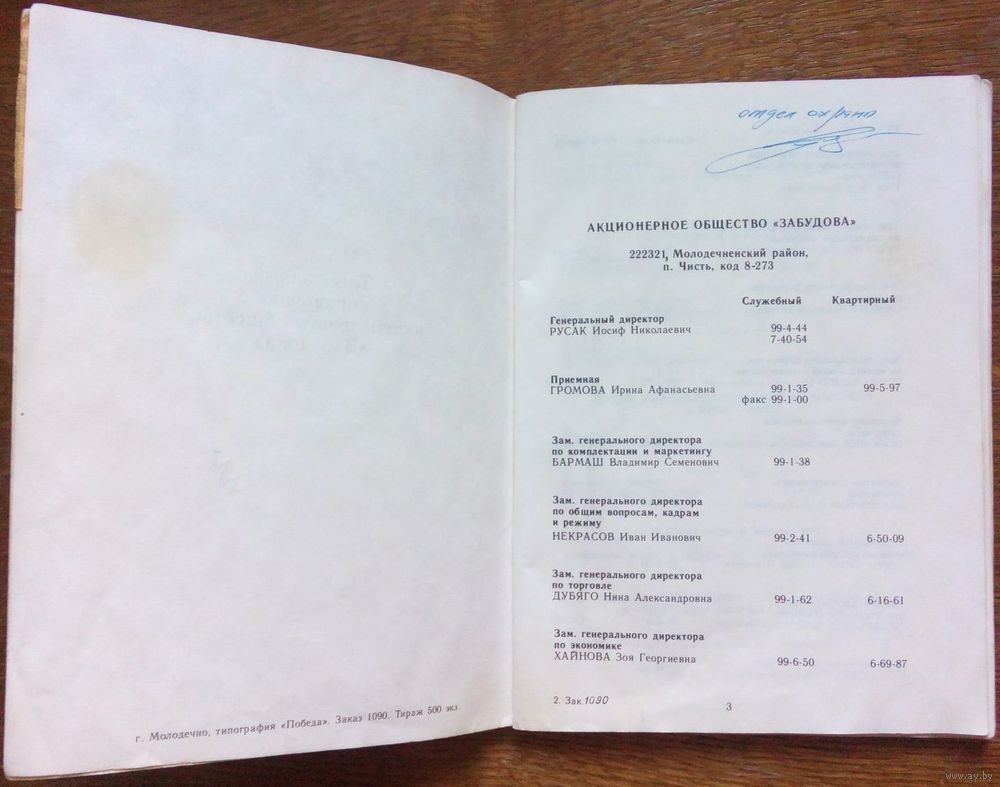 г. Молодечно, типография «Победа». Заказ 1090. Тираж 500 экз.
отдел охраны
АКЦИОНЕРНОЕ ОБЩЕСТВО «ЗАБУДОВА»
222321, Молодечненский район,
п. Чисть, код 8-273
Служебный Квартирный
Генеральный директор
РУСАК Иосиф Николаевич 99-4-44
7-40-54
Приемная
ГРОМОВА Ирина Афанасьевна 99-1-35 99-5-97
факс 99-1-00
Зам. генерального директора
по комплектации и маркетингу
БАРМАШ Владимир Семенович 99-1-38
Зам. генерального директора
по общим вопросам, кадрам
и режиму
НЕКРАСОВ Иван Иванович 99-2-41 6-50-09
Зам. генерального директора
по торговле
ДУБЯГО Нина Александровна 99-1-62 6-16-61
Зам. генерального директора
по экономике
ХАЙНОВА Зоя Георгиевна 99-6-50 6-69-87
2. Зак. 1090
3
www.ay.by